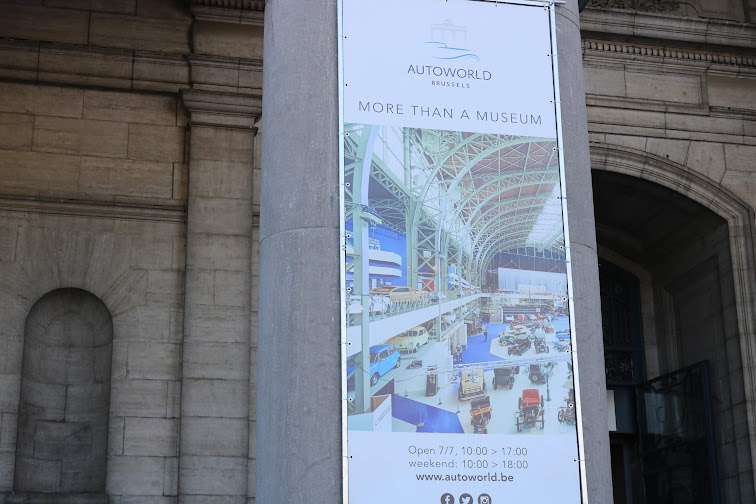 AUTOWORLD
BRUSSELS
MORE THAN A MUSEUM
Open 7/7, 10:00 > 17:00
weekend: 10:00 > 18:00
www.autoworld.be